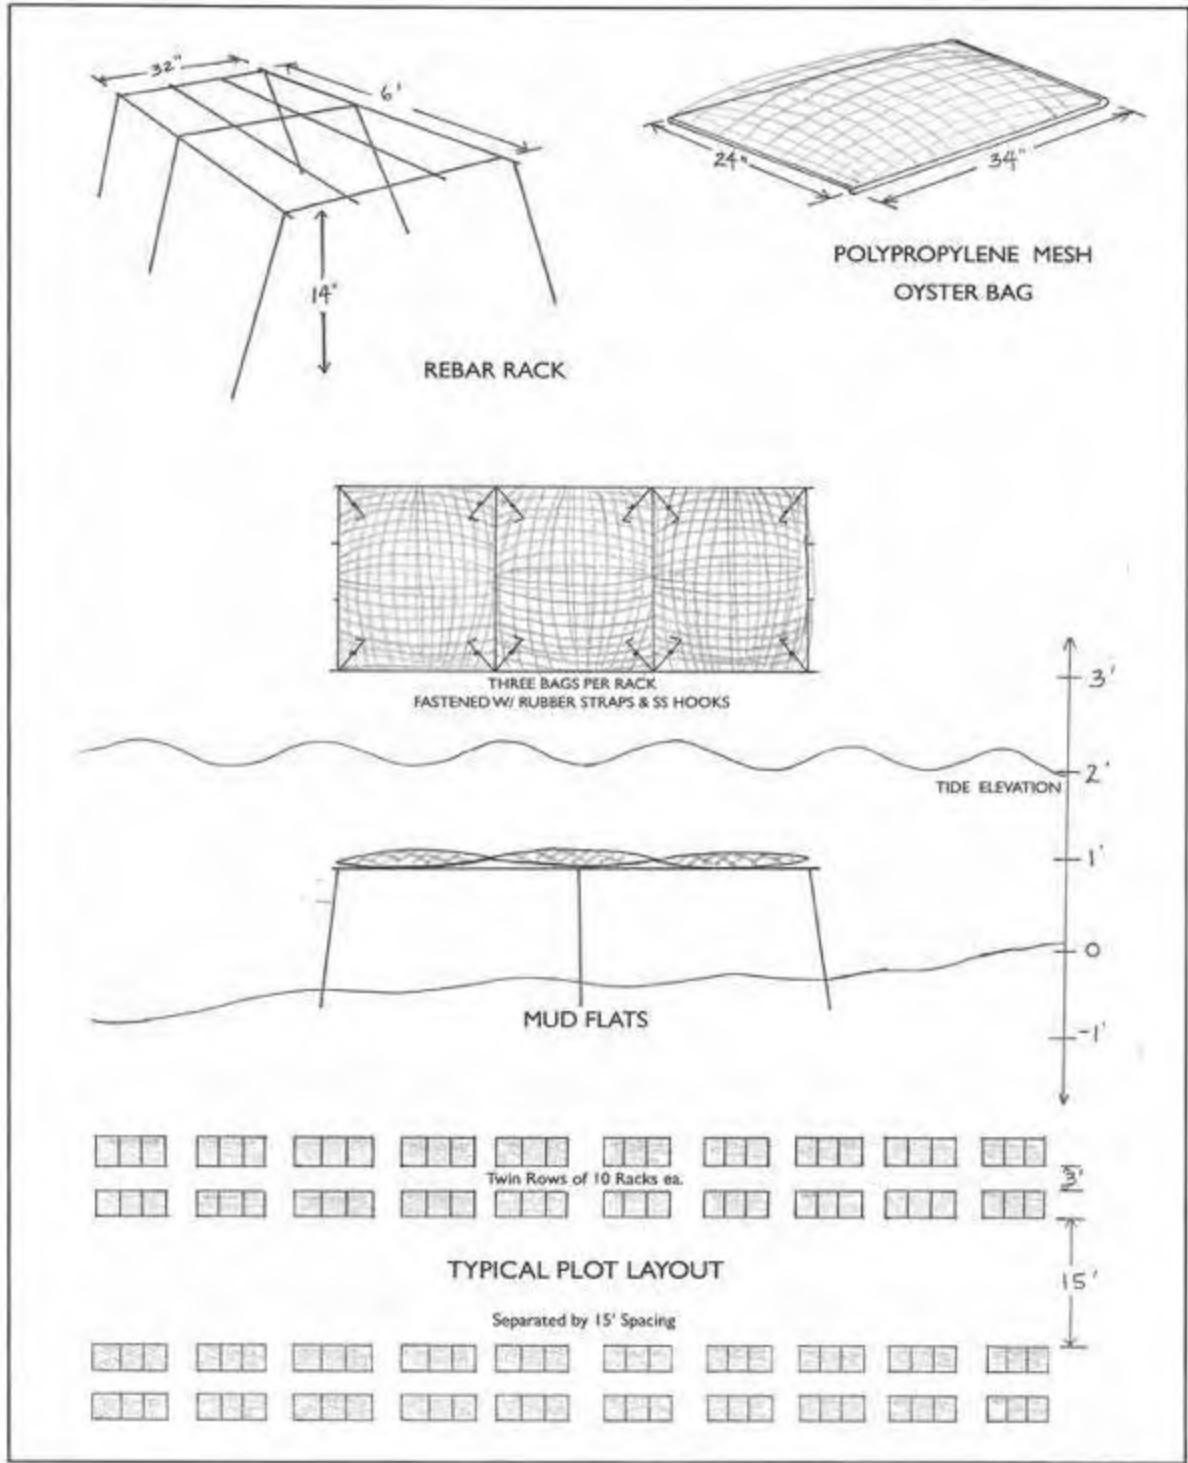 32"
6'
14"
REBAR RACK
24"
34"
POLYPROPYLENE MESH
OYSTER BAG
THREE BAGS PER RACK
FASTENED W/ RUBBER STRAPS & SS HOOKS
3'
2'
TIDE ELEVATION
1'
0
MUD FLATS
-1'
Twin Rows of 10 Racks ea.
3'
TYPICAL PLOT LAYOUT
15'
Separated by 15' Spacing